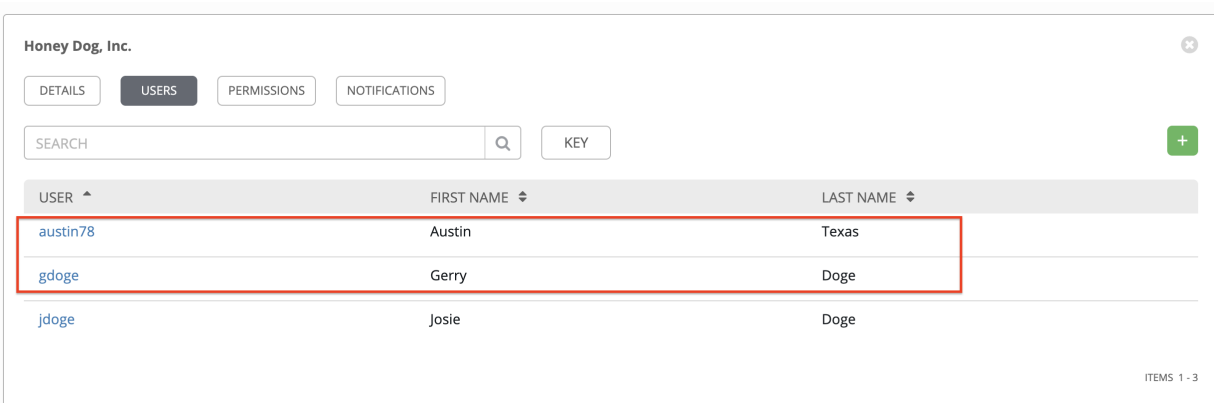 Honey Dog, Inc.
DETAILS USERS PERMISSIONS NOTIFICATIONS
SEARCH KEY +
USER FIRST NAME LAST NAME
austin78 Austin Texas
gdoge Gerry Doge
jdoge Josie Doge
ITEMS 1 - 3